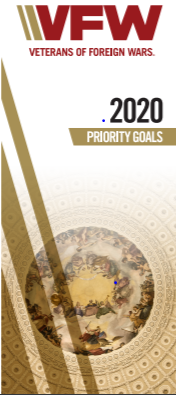 VFW
VETERANS OF FOREIGN WARS.
2020
PRIORITY GOALS